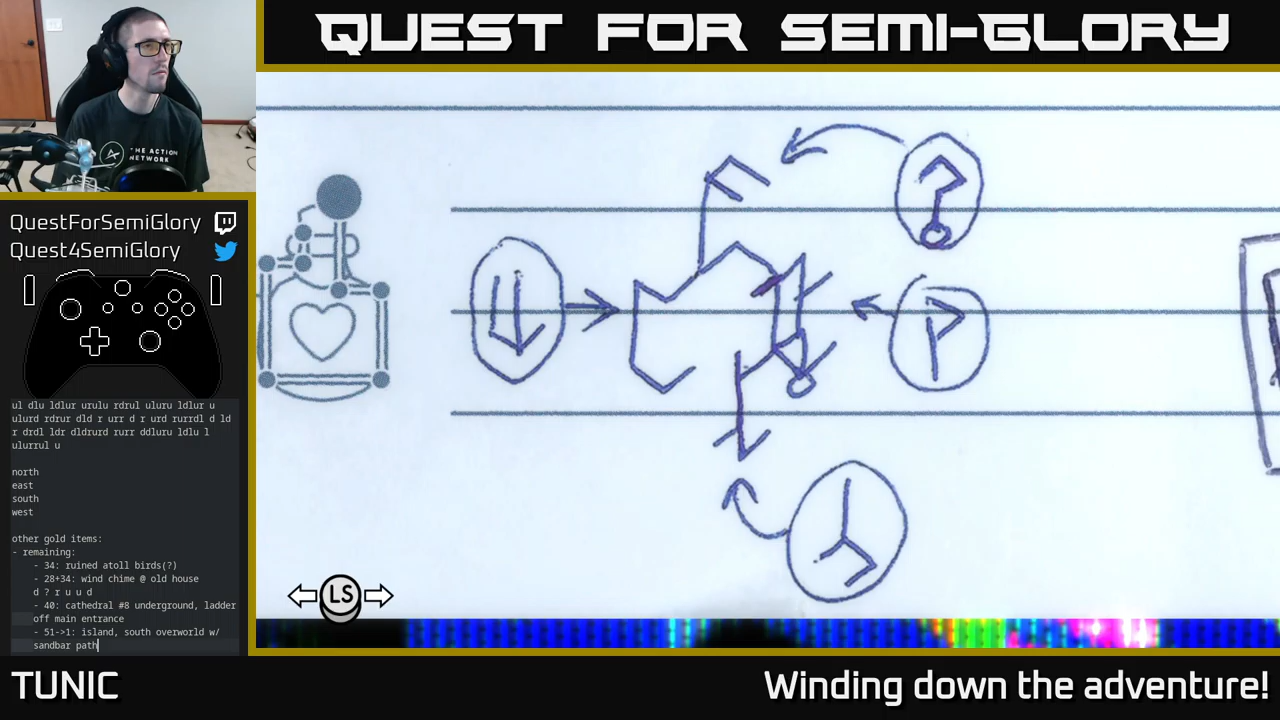 QUEST FOR SEMI-GLORY
THE ACTION
NETWORK
QuestForSemiGlory
Quest4SemiGlory
ul dlu ldlur urulu rdrul uluru ldlur u
ulurd rdrur dld r urr d r urd rurrdl d ld
r drdl ldr dldrurd rurr ddluru ldlu l
ulurrul u
north
east
south
west
other gold items:
- remaining:
- 34: ruined atoll birds(?)
- 28+34: wind chime @ old house
d ? r u u d
- 40: cathedral #8 underground, ladder
off main entrance
- 51->1: island, south overworld w/
sandbar path
LS
TUNIC
Winding down the adventure!